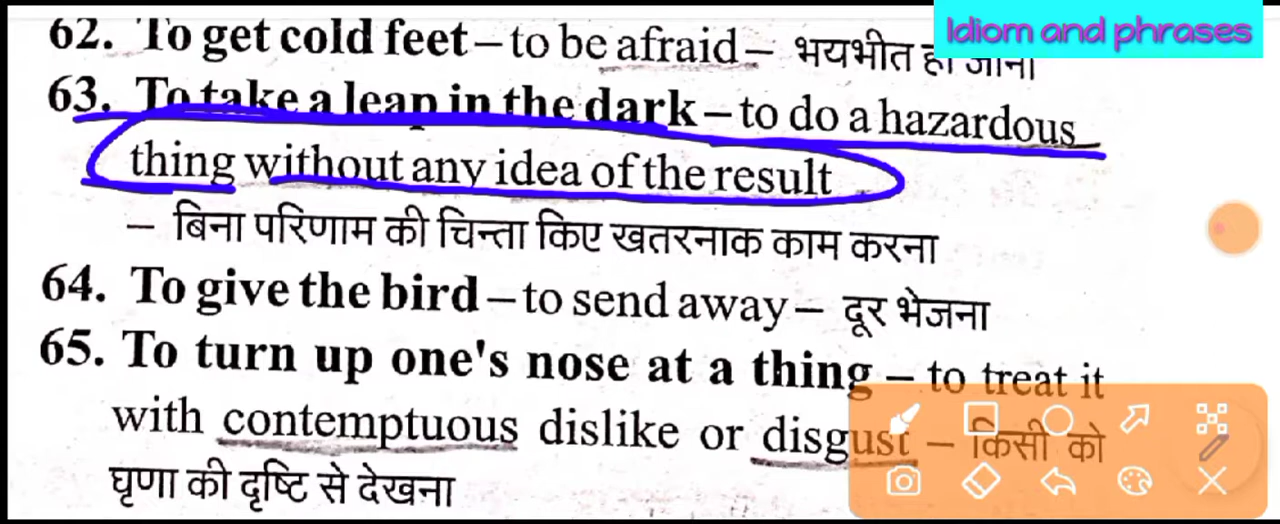 Idiom and phrases
62. To get cold feet – to be afraid – भयभीत हो जाना
63. To take a leap in the dark – to do a hazardous
thing without any idea of the result
– बिना परिणाम की चिन्ता किए खतरनाक काम करना
64. To give the bird – to send away – दूर भेजना
65. To turn up one's nose at a thing – to treat it
with contemptuous dislike or disgust – किसी को
घृणा की दृष्टि से देखना